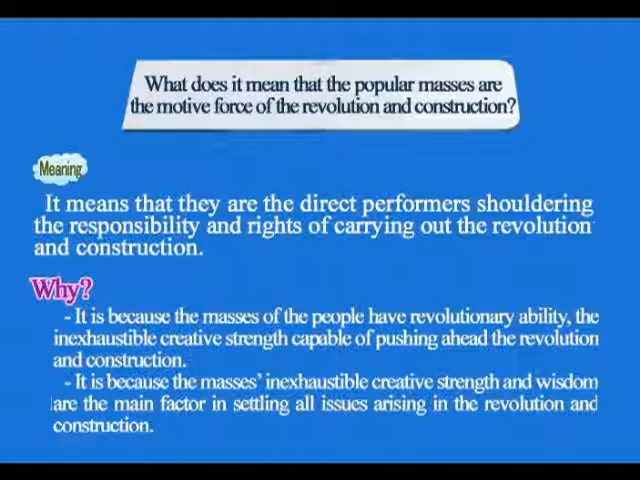 What does it mean that the popular masses are
the motive force of the revolution and construction?
Meaning
It means that they are the direct performers shouldering
the responsibility and rights of carrying out the revolution
and construction.
Why?
- It is because the masses of the people have revolutionary ability, the
inexhaustible creative strength capable of pushing ahead the revolution
and construction.
- It is because the masses' inexhaustible creative strength and wisdom
are the main factor in settling all issues arising in the revolution and
construction.